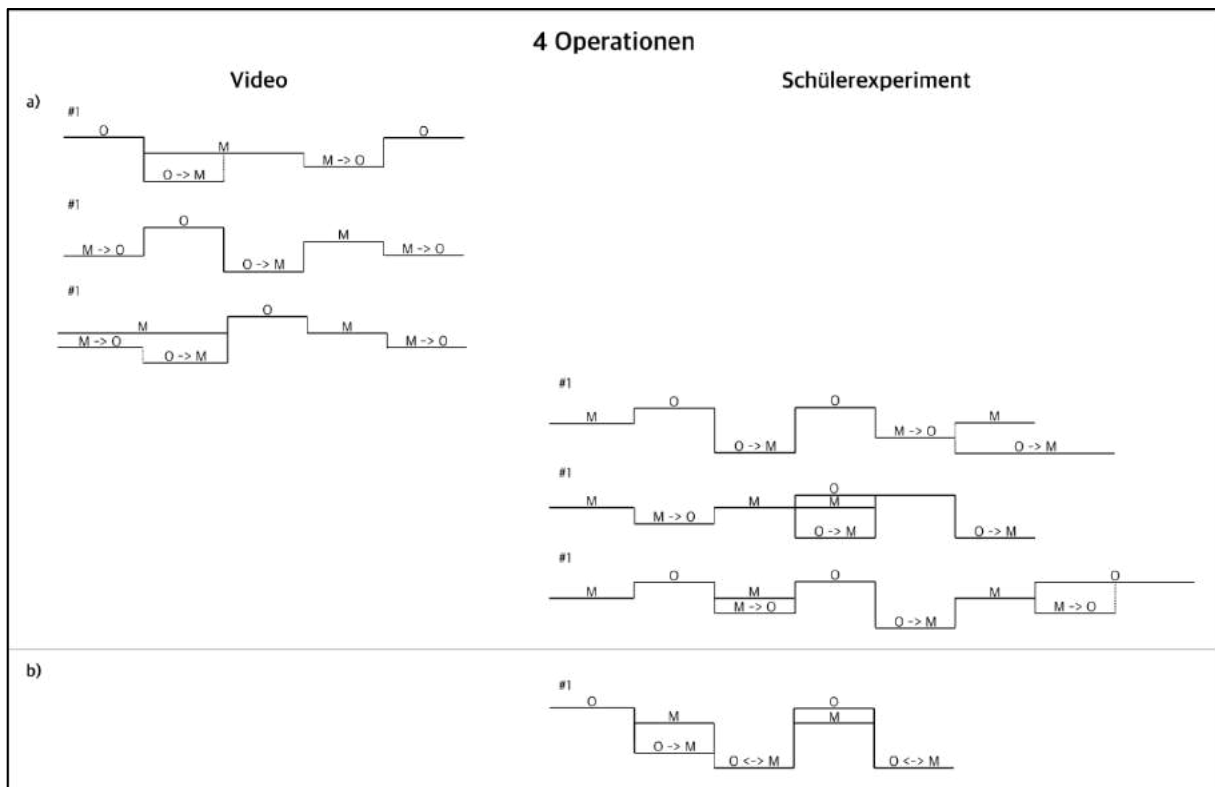 4 Operationen
Video Schülerexperiment
a)
#1
O O
M
M -> O
O -> M
#1
O
M
M -> O M -> O
O -> M
#1
O
M M
M -> O M -> O
O -> M
#1
O O
M M
M -> O
O -> M O -> M
#1
O
M M M
M -> O
O -> M O -> M
#1
O O O
M M M
M -> O M -> O
O -> M
b)
#1
O O
M M
O -> M
O <-> M O <-> M